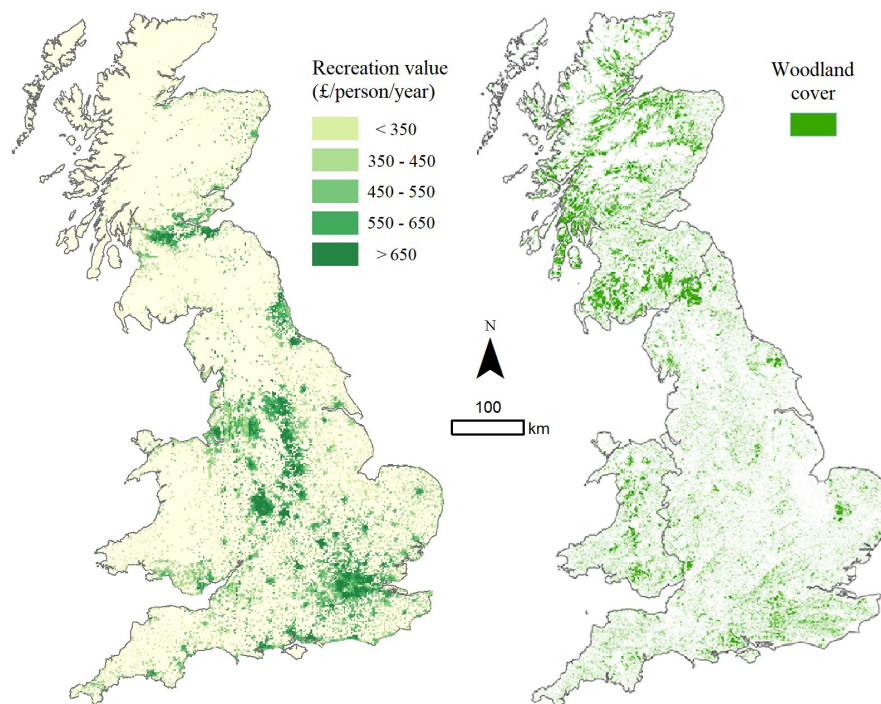 Recreation value
(£/person/year)
< 350
350 - 450
450 - 550
550 - 650
> 650
Woodland
cover
N
100
km